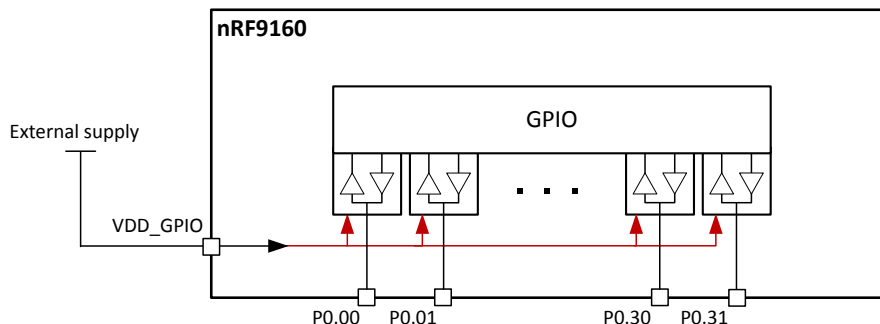 nRF9160
GPIO
External supply
VDD_GPIO
P0.00 P0.01 P0.30 P0.31